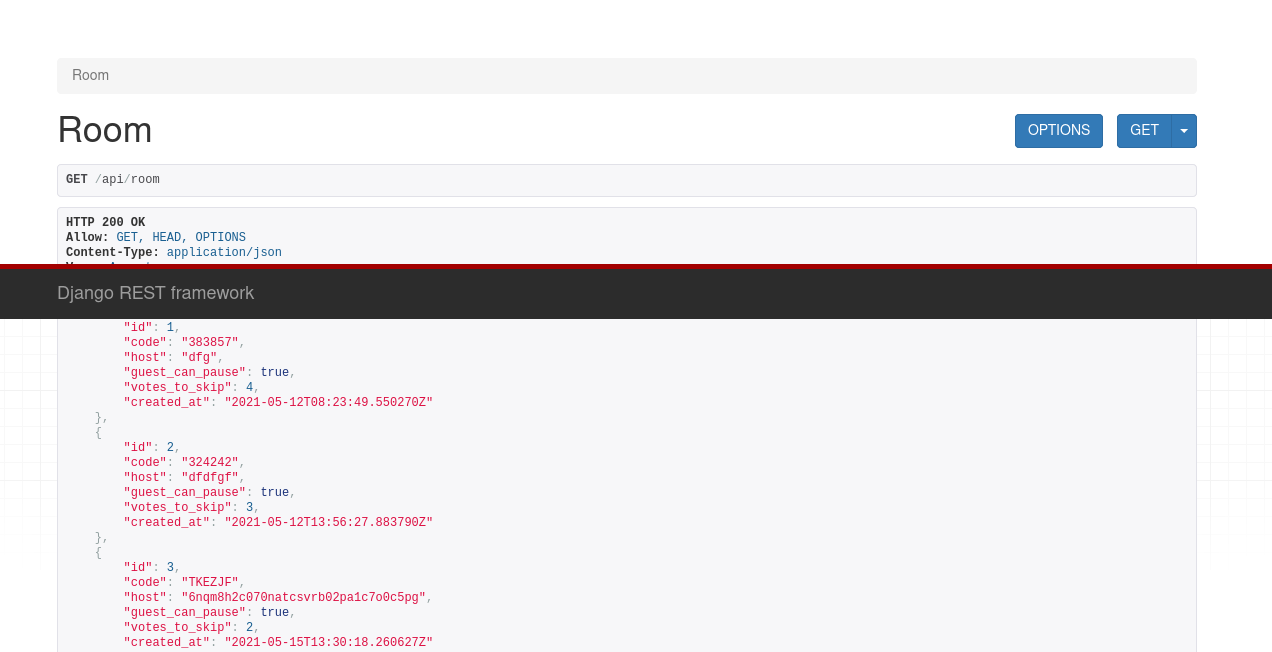 Room
Room
OPTIONS
GET
GET /api/room
HTTP 200 OK
Allow: GET, HEAD, OPTIONS
Content-Type: application/json
Django REST framework
"id": 1,
"code": "383857",
"host": "dfg",
"guest_can_pause": true,
"votes_to_skip": 4,
"created_at": "2021-05-12T08:23:49.550270Z"
},
{
"id": 2,
"code": "324242",
"host": "dfdfgf",
"guest_can_pause": true,
"votes_to_skip": 3,
"created_at": "2021-05-12T13:56:27.883790Z"
},
{
"id": 3,
"code": "TKEZJF",
"host": "6nqm8h2c070natcsvrb02pa1c7o0c5pg",
"guest_can_pause": true,
"votes_to_skip": 2,
"created_at": "2021-05-15T13:30:18.260627Z"